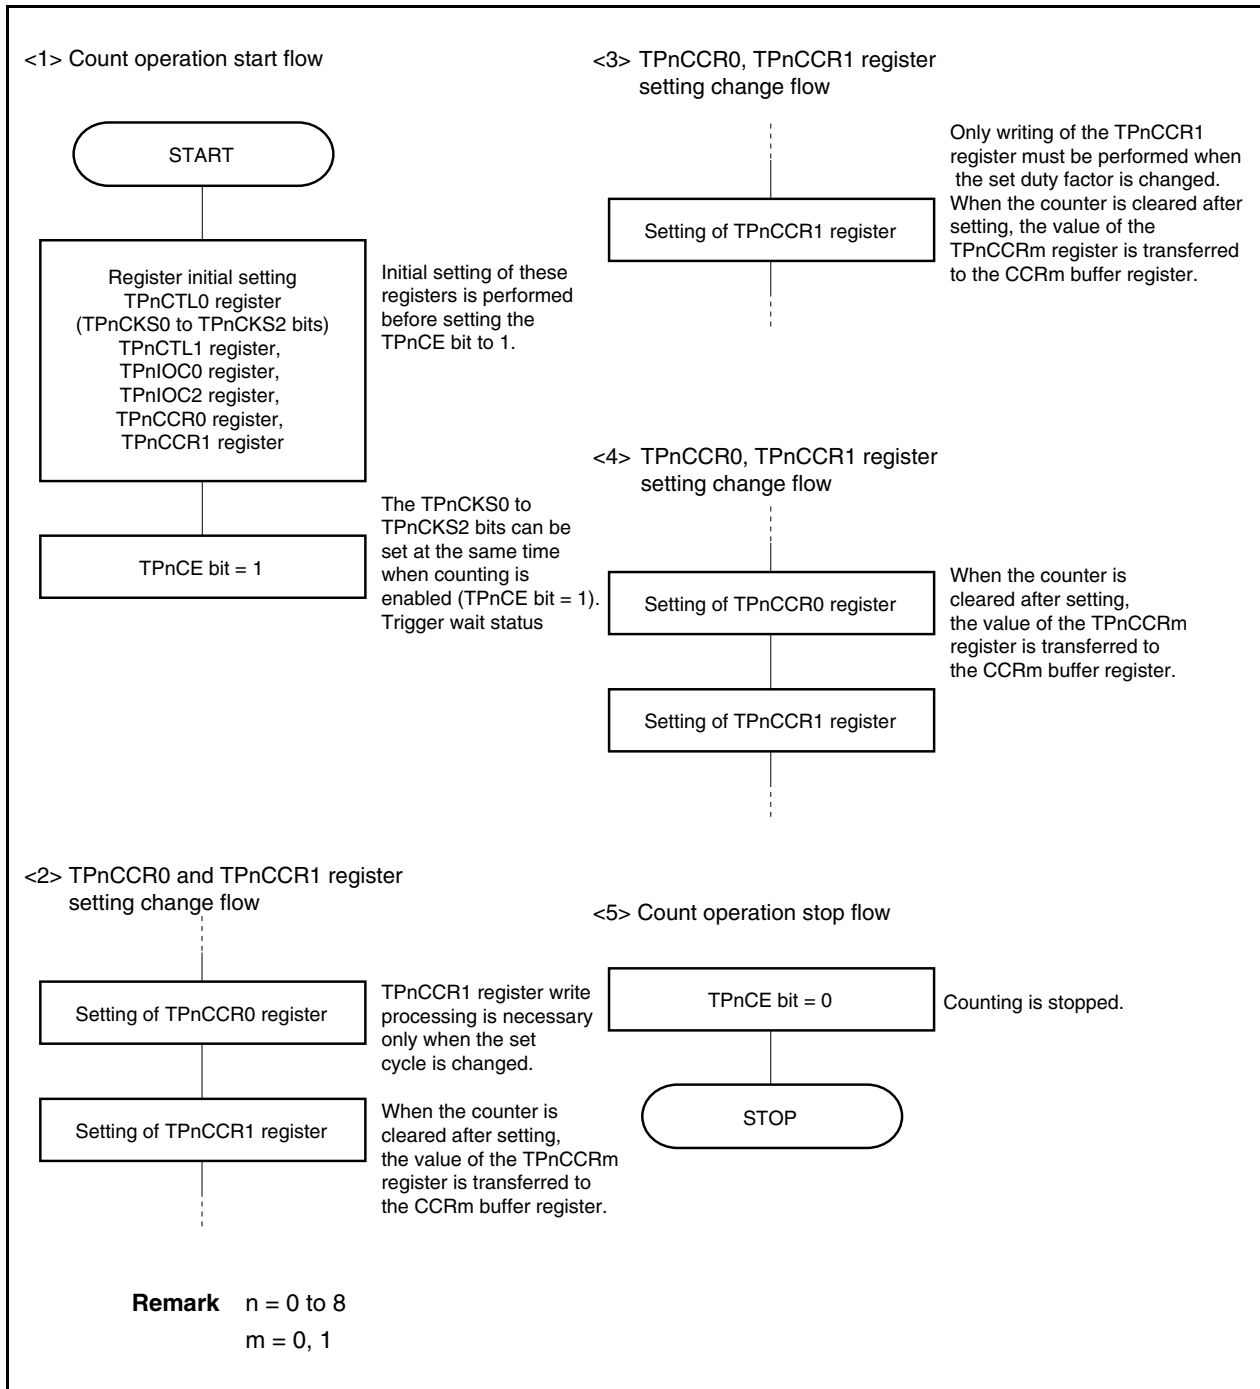 <1> Count operation start flow
START
Register initial setting
TPnCTL0 register
(TPnCKS0 to TPnCKS2 bits)
TPnCTL1 register,
TPnIOC0 register,
TPnIOC2 register,
TPnCCR0 register,
TPnCCR1 register
Initial setting of these
registers is performed
before setting the
TPnCE bit to 1.
TPnCE bit = 1
The TPnCKS0 to
TPnCKS2 bits can be
set at the same time
when counting is
enabled (TPnCE bit = 1).
Trigger wait status
<2> TPnCCR0 and TPnCCR1 register
setting change flow
Setting of TPnCCR0 register
TPnCCR1 register write
processing is necessary
only when the set
cycle is changed.
Setting of TPnCCR1 register
When the counter is
cleared after setting,
the value of the TPnCCRm
register is transferred to
the CCRm buffer register.
<3> TPnCCR0, TPnCCR1 register
setting change flow
Setting of TPnCCR1 register
Only writing of the TPnCCR1
register must be performed when
the set duty factor is changed.
When the counter is cleared after
setting, the value of the
TPnCCRm register is transferred
to the CCRm buffer register.
<4> TPnCCR0, TPnCCR1 register
setting change flow
Setting of TPnCCR0 register
When the counter is
cleared after setting,
the value of the TPnCCRm
register is transferred to
the CCRm buffer register.
Setting of TPnCCR1 register
<5> Count operation stop flow
TPnCE bit = 0
Counting is stopped.
STOP
Remark n = 0 to 8
m = 0, 1